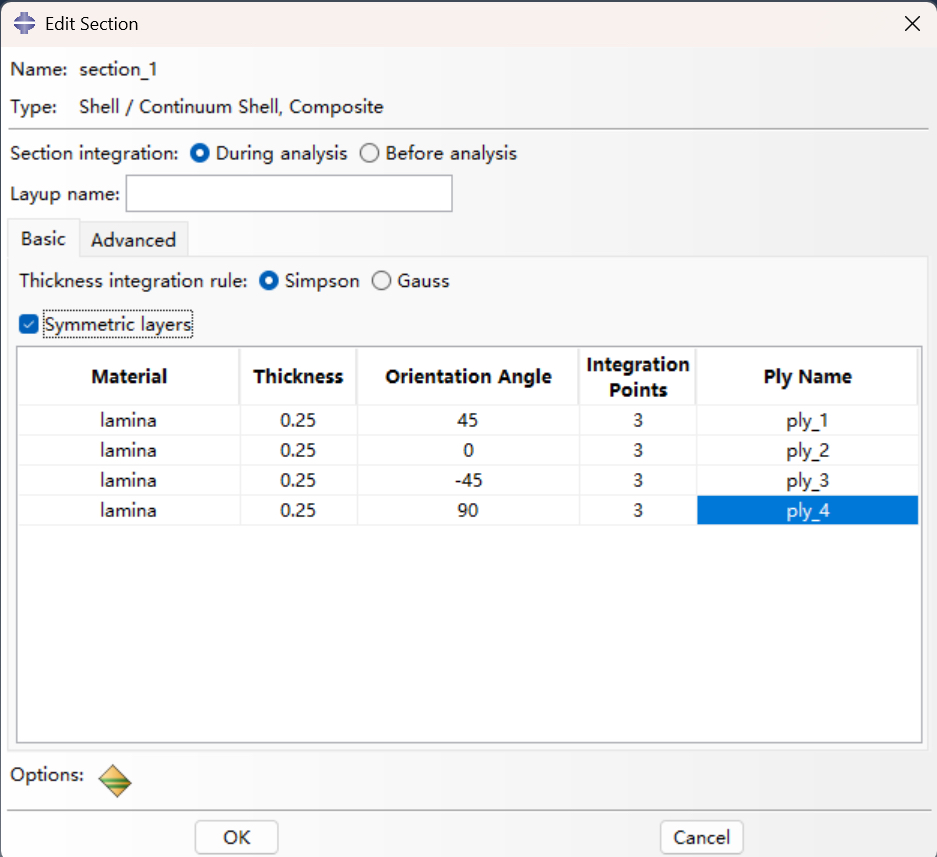 Edit Section
Name: section_1
Type: Shell / Continuum Shell, Composite
Section integration: During analysis Before analysis
Layup name:
Basic Advanced
Thickness integration rule: Simpson Gauss
Symmetric layers
Material Thickness Orientation Angle Integration Points Ply Name
lamina 0.25 45 3 ply_1
lamina 0.25 0 3 ply_2
lamina 0.25 -45 3 ply_3
lamina 0.25 90 3 ply_4
Options:
OK Cancel